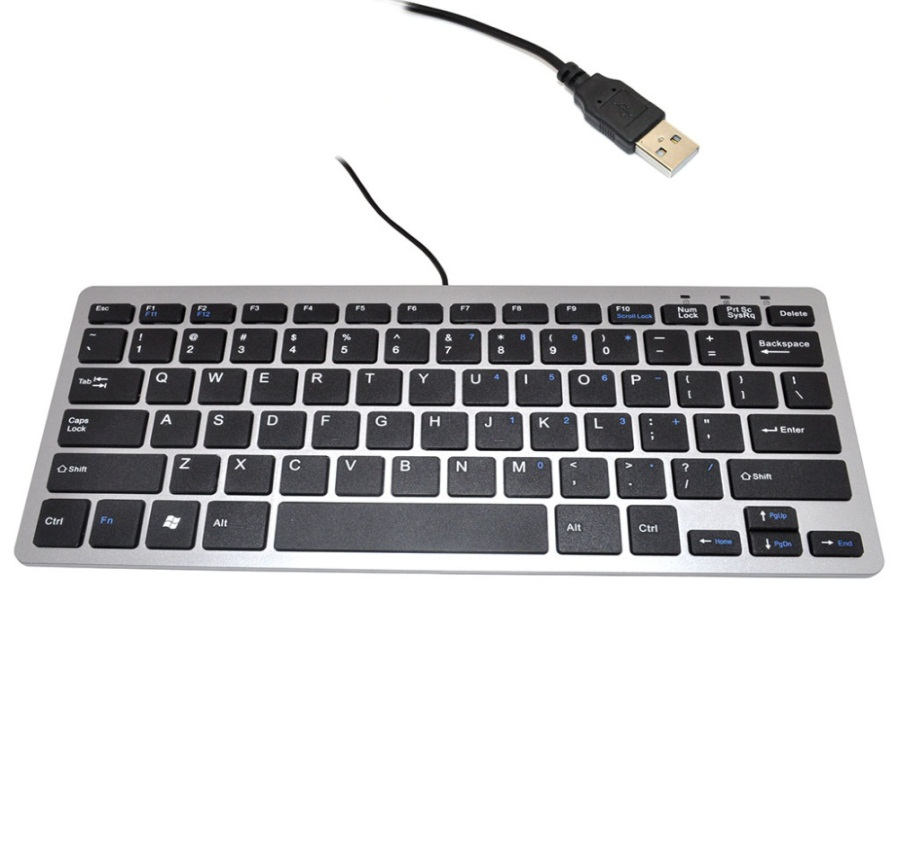 Esc F1 F2 F3 F4 F5 F6 F7 F8 F9 F10 Num Prt Sc Delete
F11 F12 Scroll Lock Lock SysRq
~ ! @ # $ % ^ & 7 * 8 ( 9 ) * — +
` 1 2 3 4 5 6 7 8 9 0 - = Backspace
Tab Q W E R T Y U 4 I 5 O 6 P - { } ¦
[ ] \
Caps A S D F G H J 1 K 2 L 3 : + " Enter
Lock ; '
Shift Z X C V B N M 0 < > . ? / Shift
, . /
Ctrl Fn Alt Alt Ctrl ↑ PgUp
← Home ↓ PgDn → End